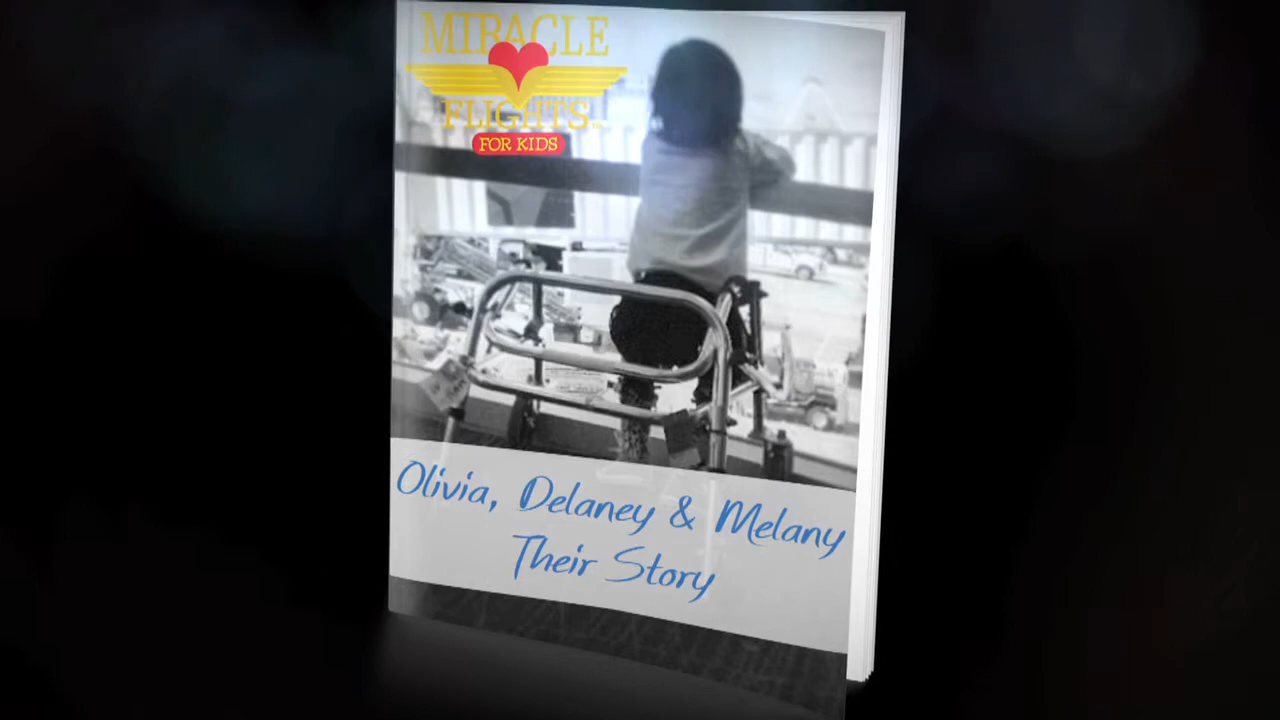 MIRACLE
FLIGHTS
FOR KIDS
Olivia, Delaney & Melany
Their Story